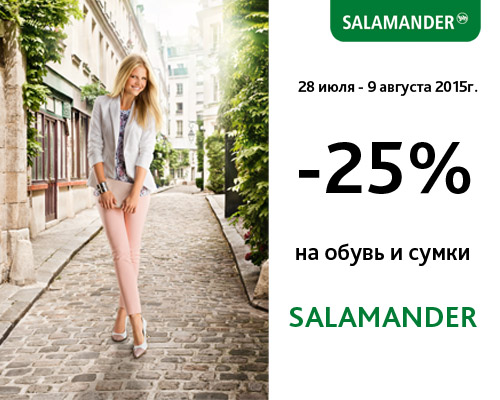 SALAMANDER
28 июля - 9 августа 2015г.
-25%
на обувь и сумки
SALAMANDER